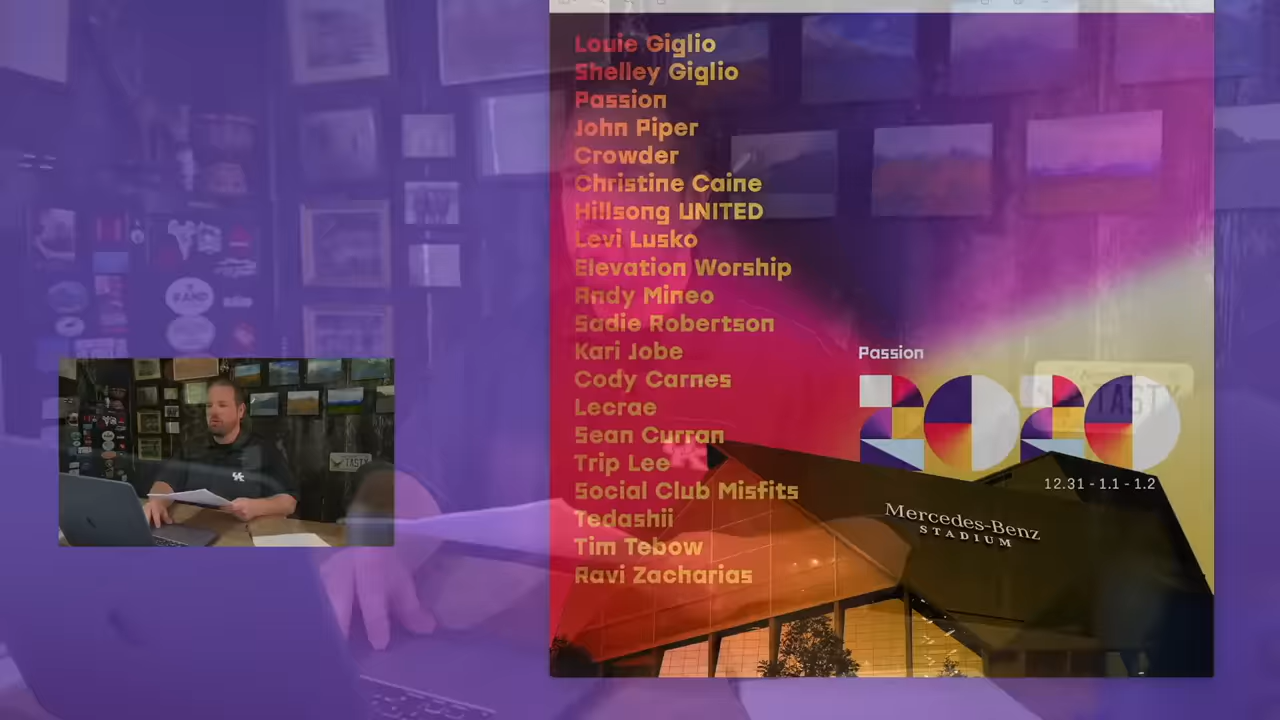 Louie Giglio
Shelley Giglio
Passion
John Piper
Crowder
Christine Caine
Hillsong UNITED
Levi Lusko
Elevation Worship
Andy Mineo
Sadie Robertson
Kari Jobe
Cody Carnes
Lecrae
Sean Curran
Trip Lee
Social Club Misfits
Tedashii
Tim Tebow
Ravi Zacharias
Passion
2020
12.31 - 1.1 - 1.2
Mercedes-Benz
STADIUM
TASTY
TASTY